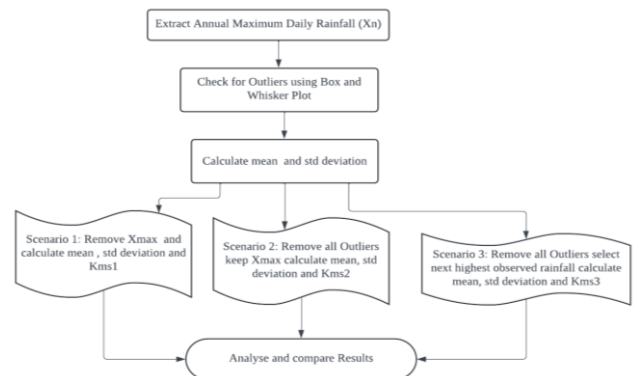 Extract Annual Maximum Daily Rainfall (Xn)
Check for Outliers using Box and
Whisker Plot
Calculate mean and std deviation
Scenario 1: Remove Xmax and
calculate mean , std deviation and
Kms1
Scenario 2: Remove all Outliers
keep Xmax calculate mean, std
deviation and Kms2
Scenario 3: Remove all Outliers select
next highest observed rainfall calculate
mean, std deviation and Kms3
Analyse and compare Results